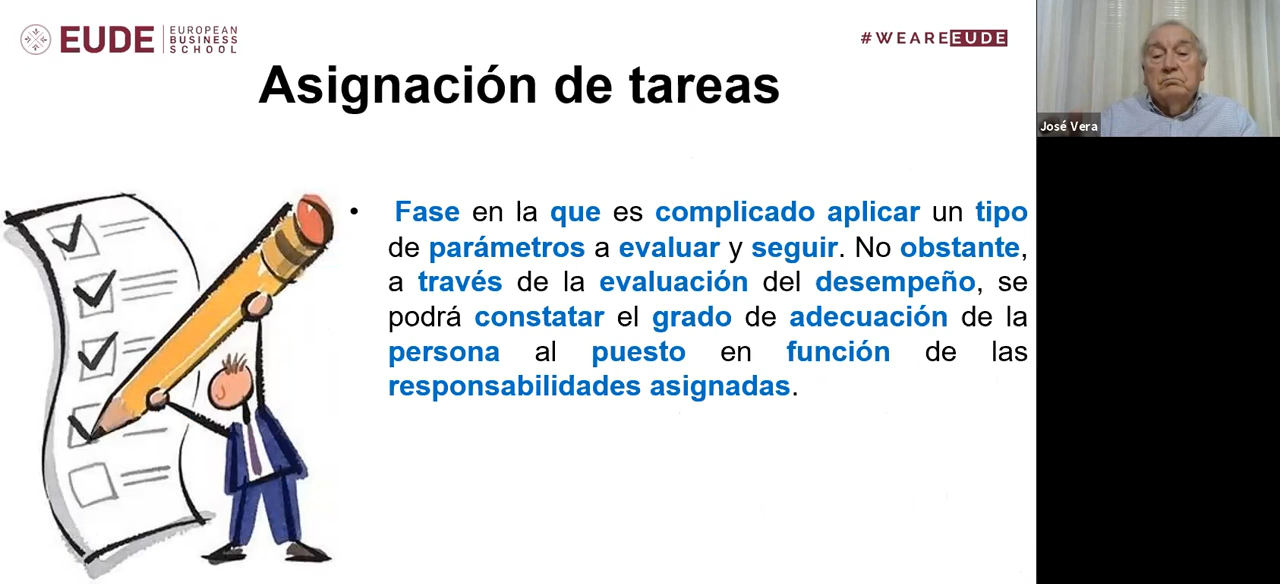 EUDE EUROPEAN
BUSINESS
SCHOOL
#WEAREEUDE
Asignación de tareas
José Vera
• Fase en la que es complicado aplicar un tipo
de parámetros a evaluar y seguir. No obstante,
a través de la evaluación del desempeño, se
podrá constatar el grado de adecuación de la
persona al puesto en función de las
responsabilidades asignadas.